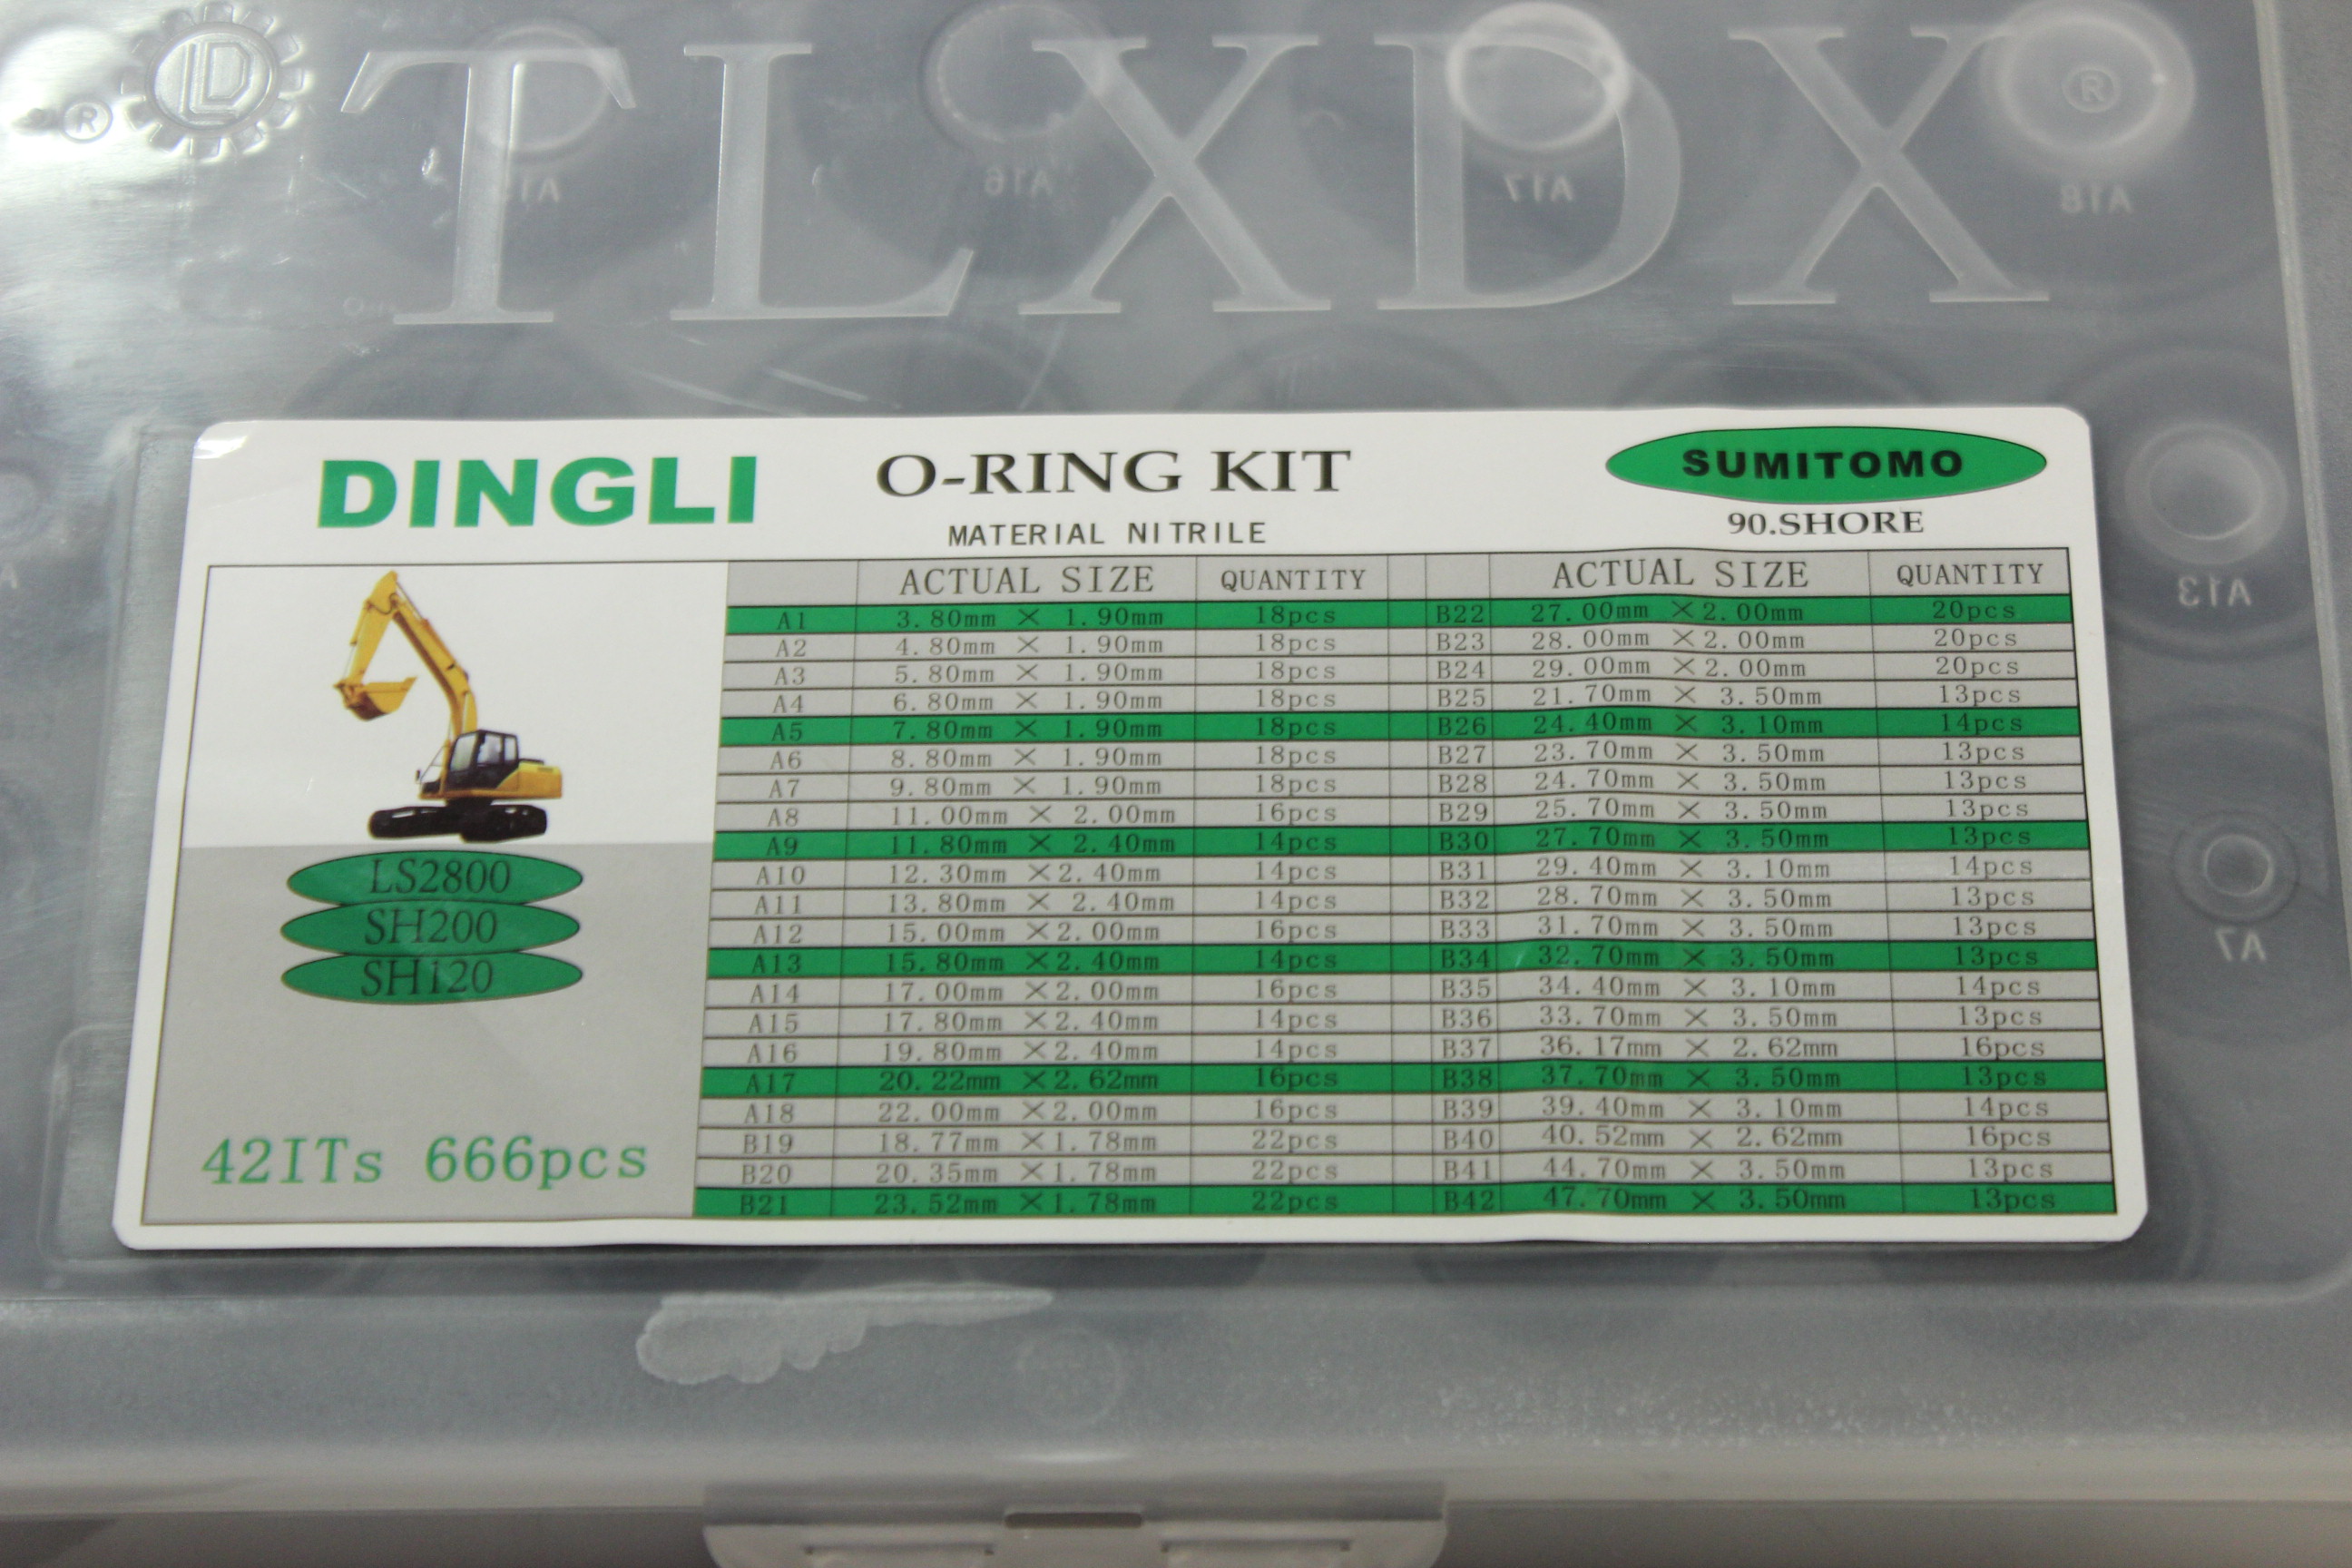 ® LD TLXDX ®
A15 A16 A17 A18
DINGLI O-RING KIT SUMITOMO
MATERIAL NITRILE 90.SHORE
ACTUAL SIZE QUANTITY ACTUAL SIZE QUANTITY
A1 3.80mm × 1.90mm 18pcs B22 27.00mm ×2.00mm 20pcs
A2 4.80mm × 1.90mm 18pcs B23 28.00mm ×2.00mm 20pcs
A3 5.80mm × 1.90mm 18pcs B24 29.00mm ×2.00mm 20pcs
A4 6.80mm × 1.90mm 18pcs B25 21.70mm × 3.50mm 13pcs
A5 7.80mm × 1.90mm 18pcs B26 24.40mm × 3.10mm 14pcs
A6 8.80mm × 1.90mm 18pcs B27 23.70mm × 3.50mm 13pcs
A7 9.80mm × 1.90mm 18pcs B28 24.70mm × 3.50mm 13pcs
A8 11.00mm × 2.00mm 16pcs B29 25.70mm × 3.50mm 13pcs
A9 11.80mm × 2.40mm 14pcs B30 27.70mm × 3.50mm 13pcs
A10 12.30mm ×2.40mm 14pcs B31 29.40mm × 3.10mm 14pcs
A11 13.80mm × 2.40mm 14pcs B32 28.70mm × 3.50mm 13pcs
A12 15.00mm ×2.00mm 16pcs B33 31.70mm × 3.50mm 13pcs
A13 15.80mm ×2.40mm 14pcs B34 32.70mm × 3.50mm 13pcs
A14 17.00mm ×2.00mm 16pcs B35 34.40mm × 3.10mm 14pcs
A15 17.80mm ×2.40mm 14pcs B36 33.70mm × 3.50mm 13pcs
A16 19.80mm ×2.40mm 14pcs B37 36.17mm × 2.62mm 16pcs
A17 20.22mm ×2.62mm 16pcs B38 37.70mm × 3.50mm 13pcs
A18 22.00mm ×2.00mm 16pcs B39 39.40mm × 3.10mm 14pcs
B19 18.77mm ×1.78mm 22pcs B40 40.52mm × 2.62mm 16pcs
B20 20.35mm ×1.78mm 22pcs B41 44.70mm × 3.50mm 13pcs
B21 23.52mm ×1.78mm 22pcs B42 47.70mm × 3.50mm 13pcs
LS2800
SH200
SH120
42ITs 666pcs
A13
A7